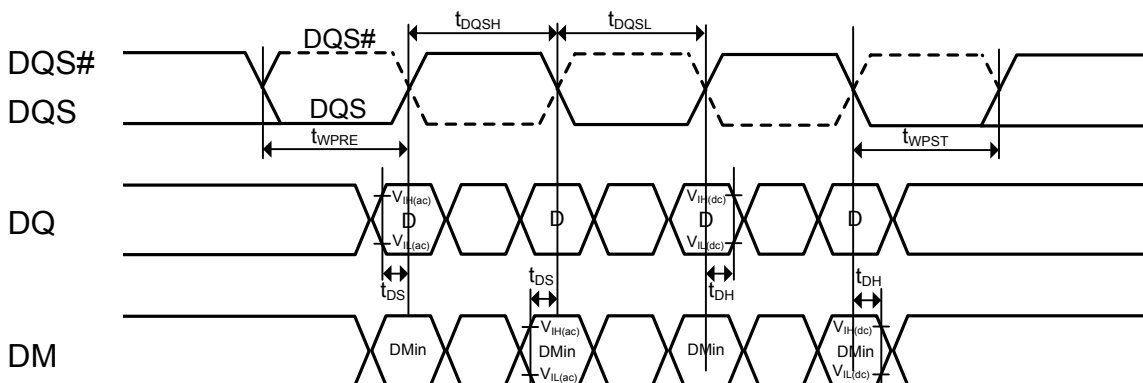 tDQSH tDQSL
DQS# DQS#
DQS DQS
tWPRE tWPST
VIH(ac) VIH(dc)
DQ D D D D
VIL(ac) VIL(dc)
tDS tDS tDH tDH
VIH(ac) VIH(dc)
DM DMin DMin DMin DMin
VIL(ac) VIL(dc)